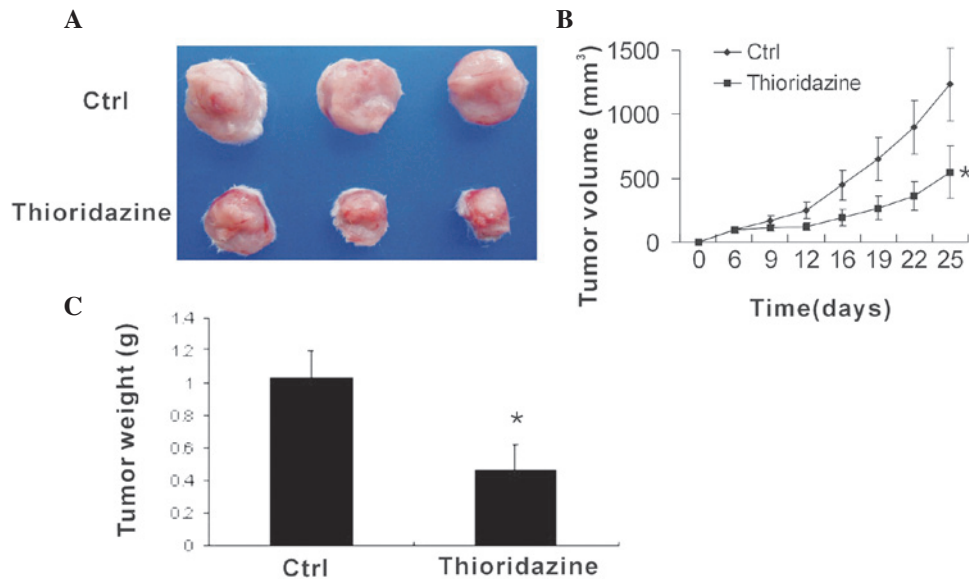 A
Ctrl
Thioridazine
B
Tumor volume (mm³)
1500
1000
500
0
Ctrl
Thioridazine
*
0 6 9 12 16 19 22 25
Time(days)
C
Tumor weight (g)
1.4
1.2
1
0.8
0.6
0.4
0.2
0
*
Ctrl Thioridazine